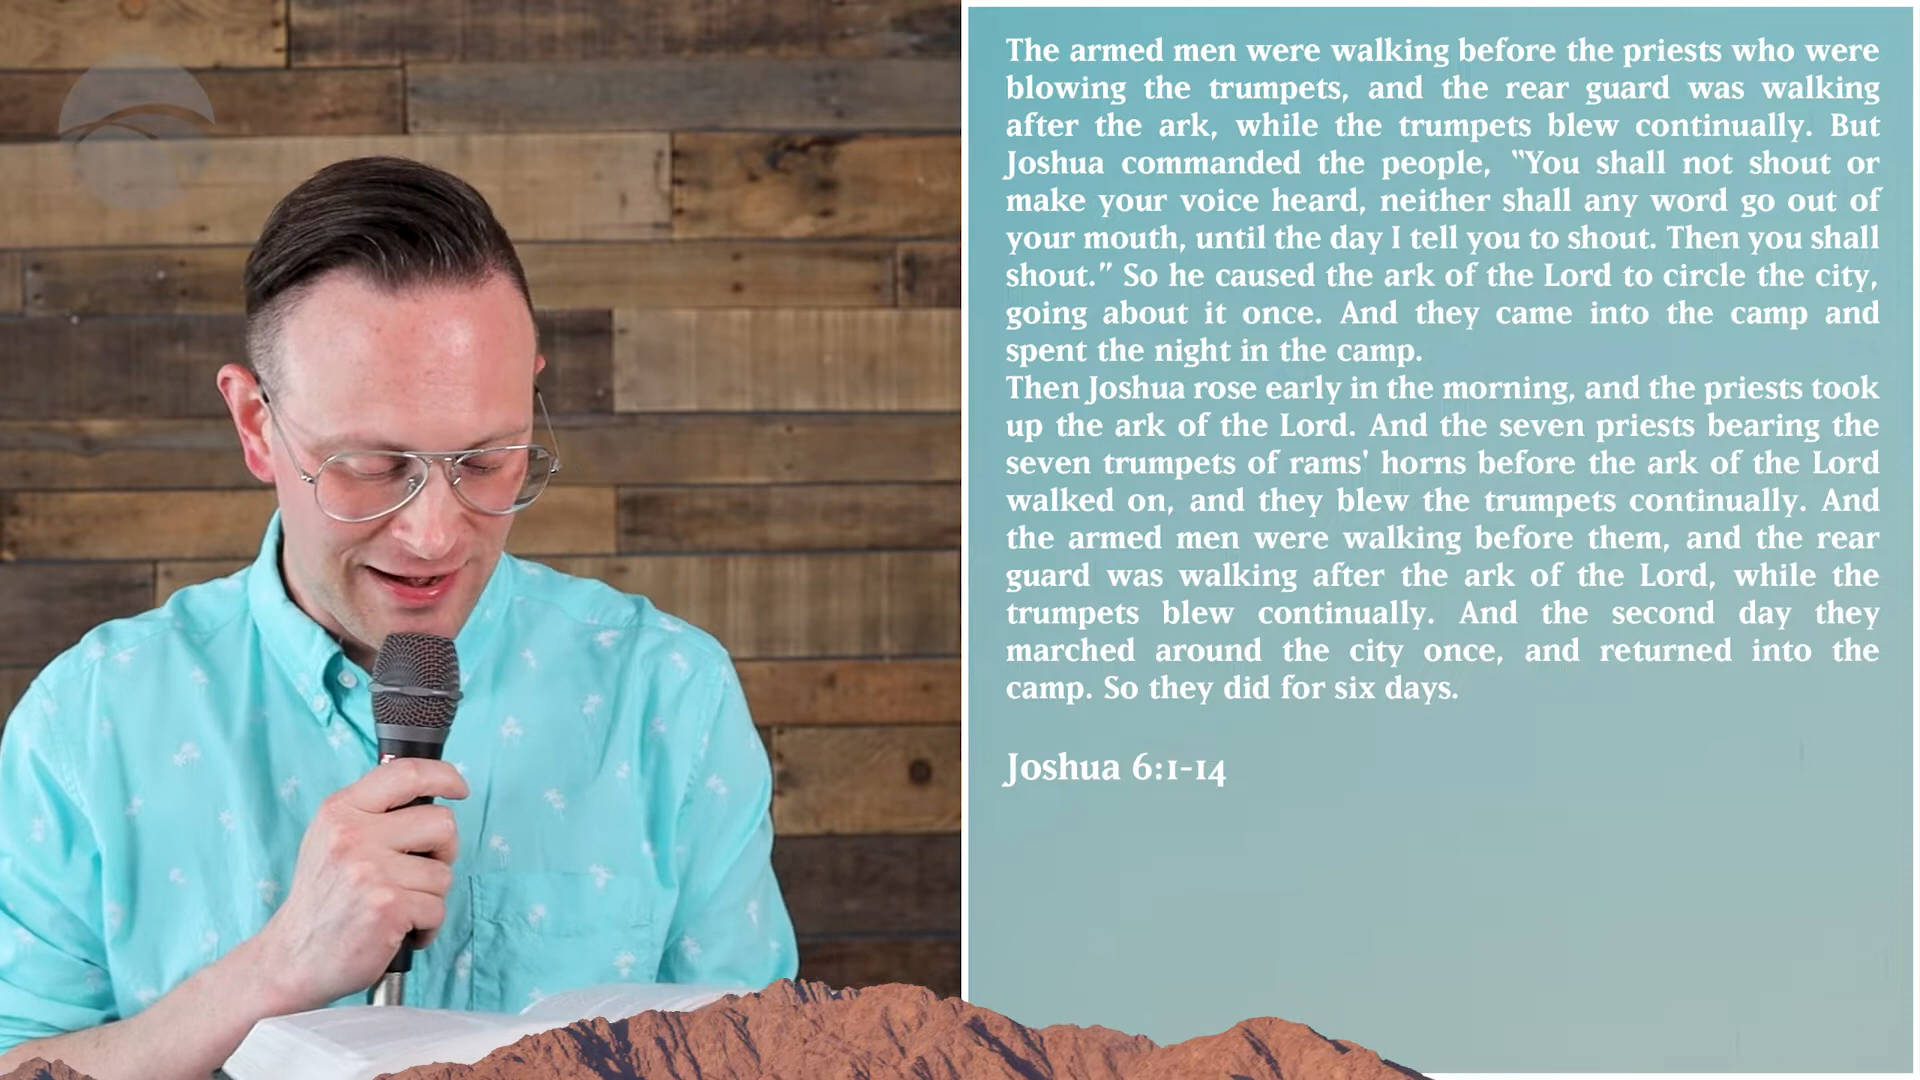 The armed men were walking before the priests who were
blowing the trumpets, and the rear guard was walking
after the ark, while the trumpets blew continually. But
Joshua commanded the people, "You shall not shout or
make your voice heard, neither shall any word go out of
your mouth, until the day I tell you to shout. Then you shall
shout." So he caused the ark of the Lord to circle the city,
going about it once. And they came into the camp and
spent the night in the camp.
Then Joshua rose early in the morning, and the priests took
up the ark of the Lord. And the seven priests bearing the
seven trumpets of rams' horns before the ark of the Lord
walked on, and they blew the trumpets continually. And
the armed men were walking before them, and the rear
guard was walking after the ark of the Lord, while the
trumpets blew continually. And the second day they
marched around the city once, and returned into the
camp. So they did for six days.
Joshua 6:1-14